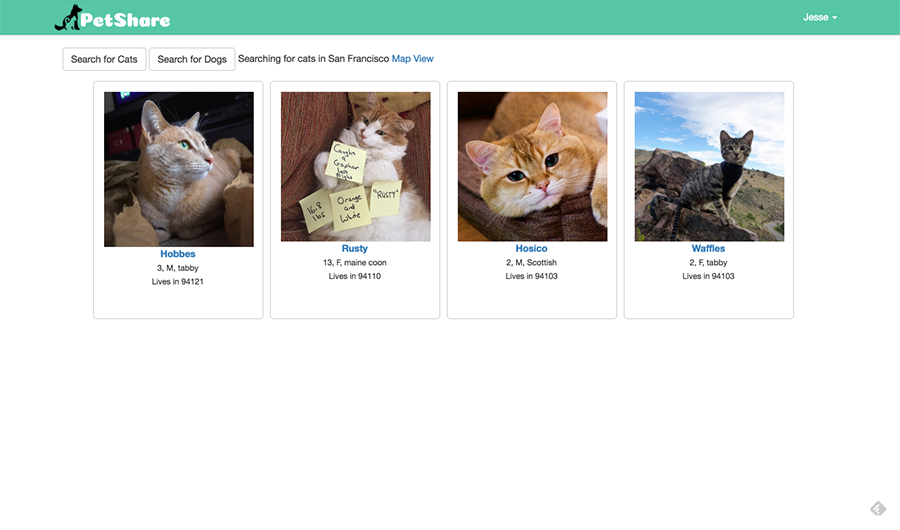 PetShare
Jesse
Search for Cats
Search for Dogs
Searching for cats in San Francisco Map View
Caught
a
Gopher
last
night
16.9
lbs
Orange
and
White
"RUSTY"
Hobbes
3, M, tabby
Lives in 94121
Rusty
13, F, maine coon
Lives in 94110
Hosico
2, M, Scottish
Lives in 94103
Waffles
2, F, tabby
Lives in 94103